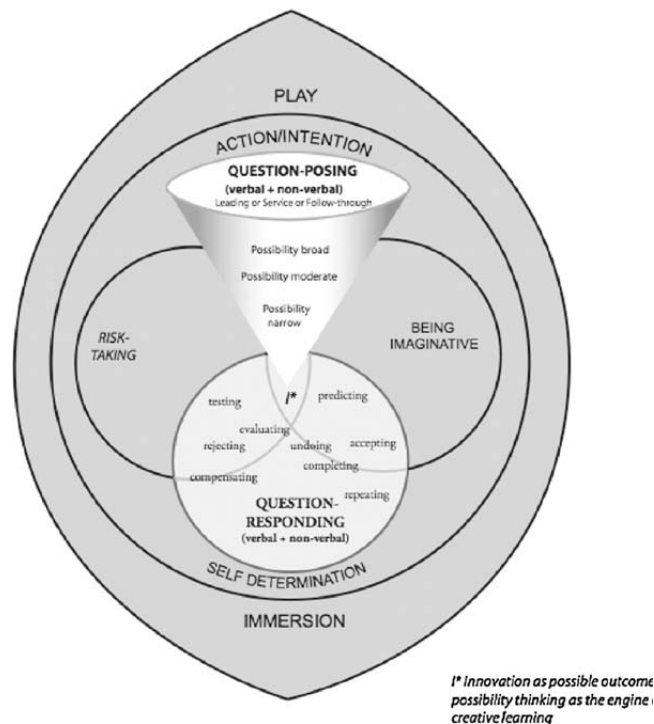 PLAY
ACTION/INTENTION
QUESTION-POSING
(verbal + non-verbal)
Leading or Service or Follow-through
Possibility broad
Possibility moderate
Possibility
narrow
RISK-
TAKING
BEING
IMAGINATIVE
I*
testing
predicting
evaluating
rejecting
undoing
accepting
completing
compensating
repeating
QUESTION-
RESPONDING
(verbal + non-verbal)
SELF DETERMINATION
IMMERSION
I* Innovation as possible outcome
possibility thinking as the engine
creative learning